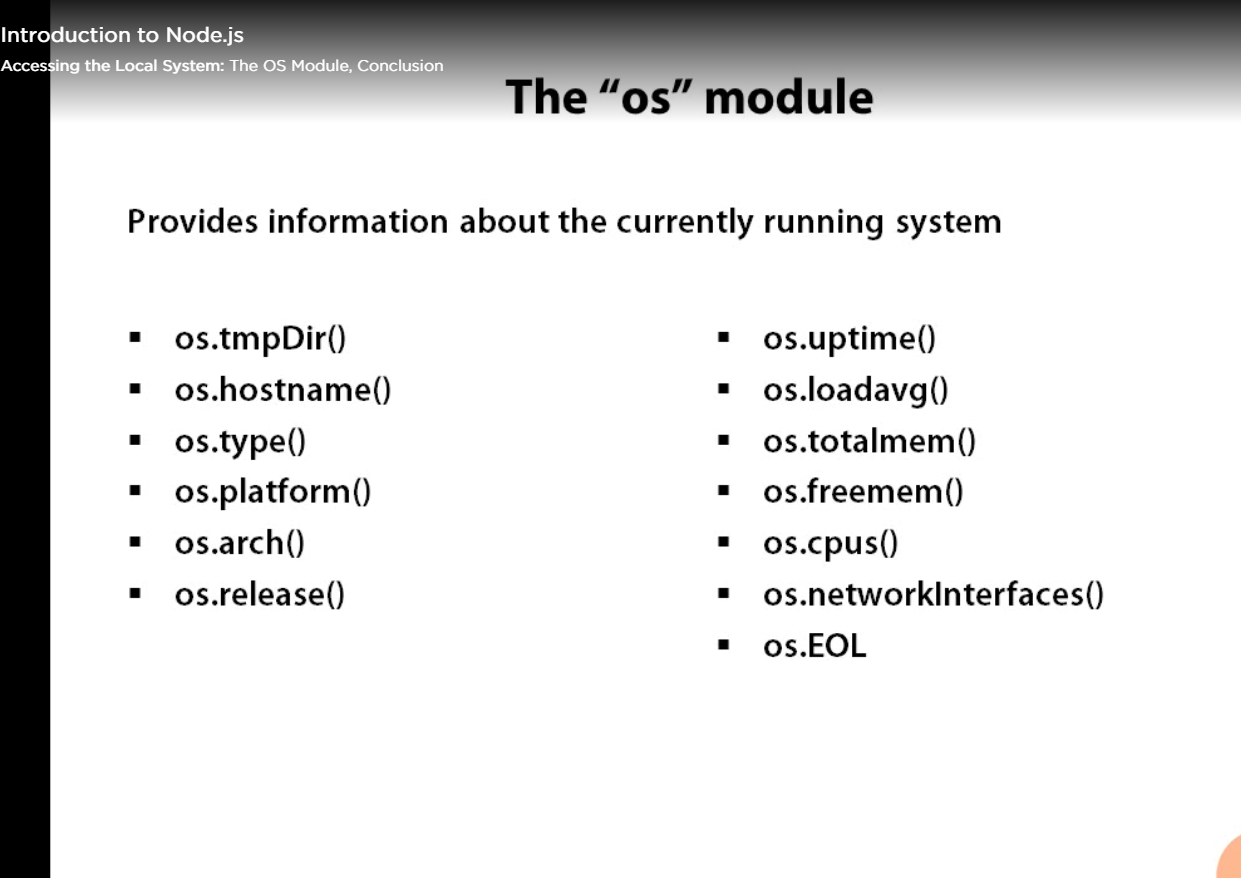 Introduction to Node.js
Accessing the Local System: The OS Module, Conclusion
The “os” module
Provides information about the currently running system
▪ os.tmpDir()
▪ os.hostname()
▪ os.type()
▪ os.platform()
▪ os.arch()
▪ os.release()
▪ os.uptime()
▪ os.loadavg()
▪ os.totalmem()
▪ os.freemem()
▪ os.cpus()
▪ os.networkInterfaces()
▪ os.EOL